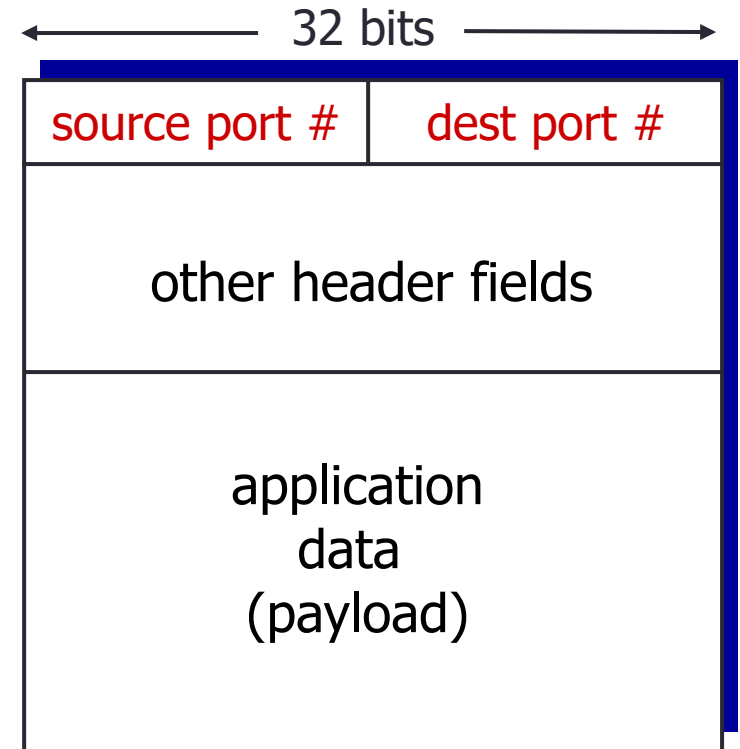 32 bits
source port # dest port #
other header fields
application
data
(payload)